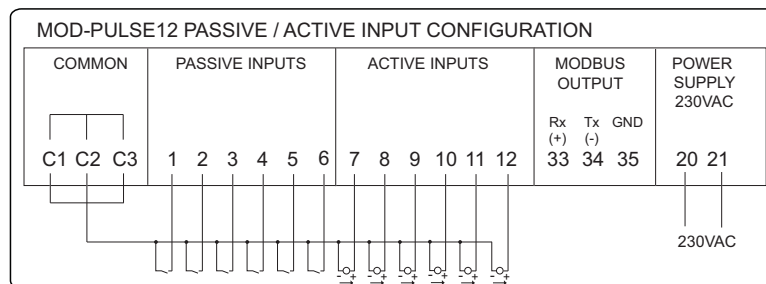 MOD-PULSE12 PASSIVE / ACTIVE INPUT CONFIGURATION
COMMON
PASSIVE INPUTS
ACTIVE INPUTS
MODBUS
OUTPUT
POWER
SUPPLY
230VAC
Rx Tx GND
(+) (-)
C1 C2 C3 1 2 3 4 5 6 7 8 9 10 11 12 33 34 35 20 21
230VAC
- + - + - + - + - + - +